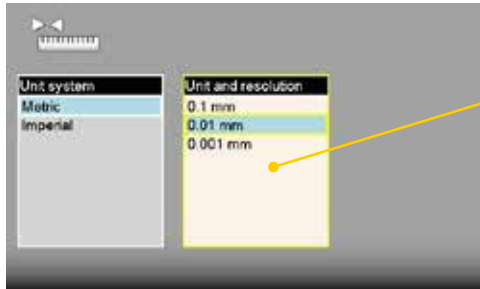 Unit system
Metric
Imperial
Unit and resolution
0.1 mm
0.01 mm
0.001 mm